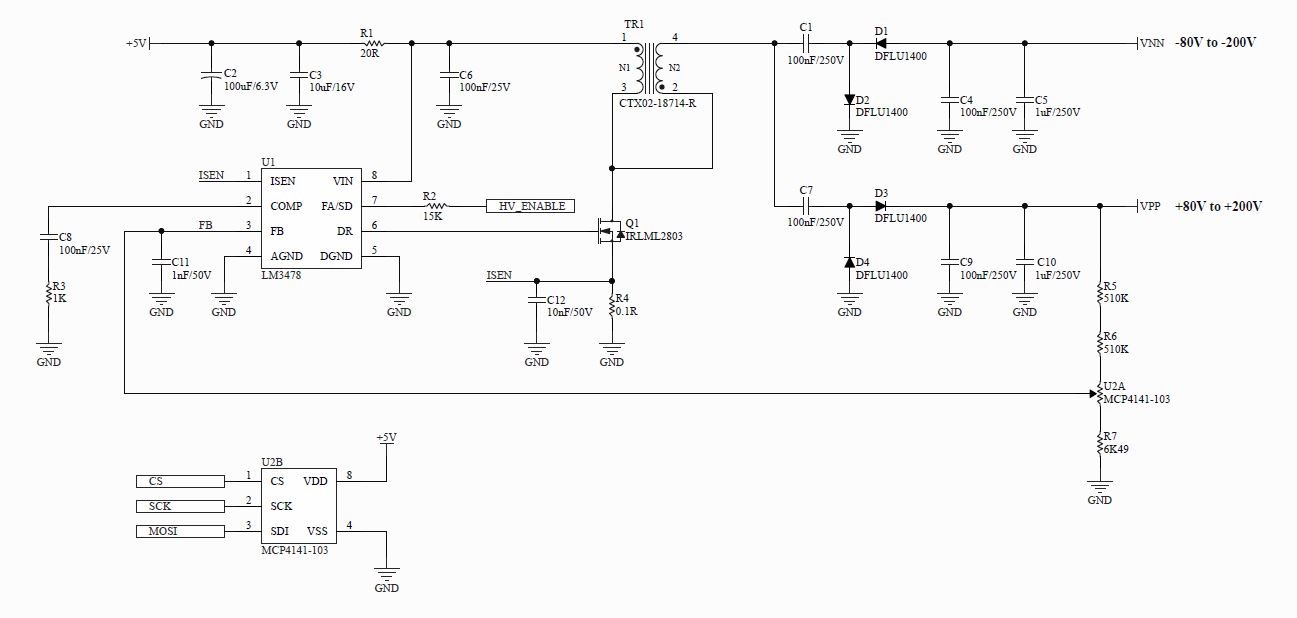 +5V
R1
20R
C2
100uF/6.3V
GND
C3
10uF/16V
GND
C6
100nF/25V
GND
TR1
1
4
N1
N2
3
2
CTX02-18714-R
C1
100nF/250V
D1
DFLU1400
D2
DFLU1400
GND
C4
100nF/250V
GND
C5
1uF/250V
GND
VNN
-80V to -200V
U1
ISEN
1
ISEN
VIN
8
2
COMP
FA/SD
7
FB
3
FB
DR
6
4
AGND
DGND
5
LM3478
R2
15K
HV_ENABLE
C8
100nF/25V
R3
1K
GND
C11
1nF/50V
GND
GND
GND
Q1
IRLML2803
ISEN
C12
10nF/50V
GND
R4
0.1R
GND
C7
100nF/250V
D3
DFLU1400
D4
DFLU1400
GND
C9
100nF/250V
GND
C10
1uF/250V
GND
VPP
+80V to +200V
R5
510K
R6
510K
U2A
MCP4141-103
R7
6K49
GND
+5V
U2B
CS
1
CS
VDD
8
SCK
2
SCK
MOSI
3
SDI
VSS
4
MCP4141-103
GND